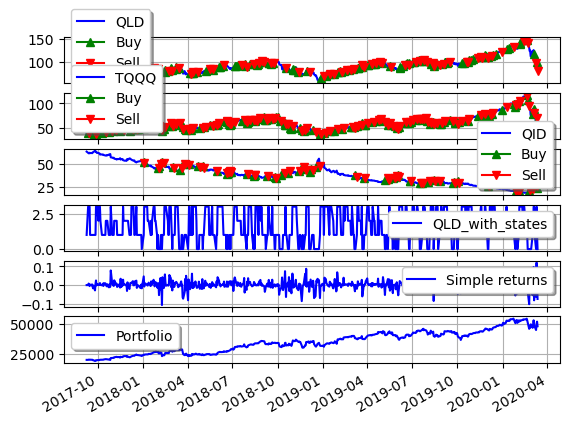 QLD
Buy
Sell
150
100
TQQQ
Buy
Sell
100
50
QID
Buy
Sell
50
25
QLD_with_states
2.5
0.0
Simple returns
0.1
0.0
−0.1
Portfolio
50000
25000
2017-10
2018-01
2018-04
2018-07
2018-10
2019-01
2019-04
2019-07
2019-10
2020-01
2020-04